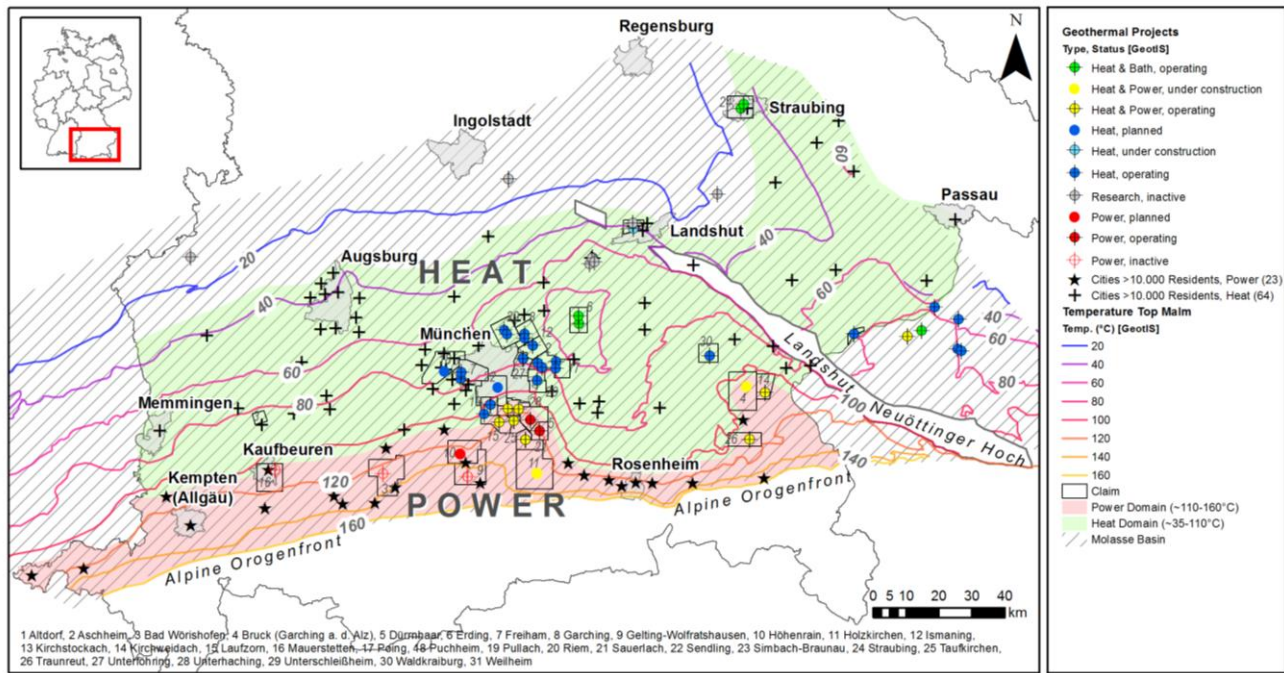 Regensburg
N
Straubing
Ingolstadt
Passau
Landshut
Augsburg
HEAT
München
Landshut Neuöttinger Hoch
Memmingen
Kaufbeuren
Kempten
(Allgäu)
Rosenheim
POWER
Alpine Orogenfront
Alpine Orogenfront
20
40
60
80
20
40
60
60
40
60
80
100
120
160
140
0 5 10 20 30 40
km
1 Altdorf, 2 Aschheim, 3 Bad Wörishofen, 4 Bruck (Garching a. d. Alz), 5 Dürrnhaar, 6 Erding, 7 Freiham, 8 Garching, 9 Gelting-Wolfratshausen, 10 Höhenrain, 11 Holzkirchen, 12 Ismaning,
13 Kirchstockach, 14 Kirchweidach, 15 Laufzorn, 16 Mauerstetten, 17 Poing, 18 Puchheim, 19 Pullach, 20 Riem, 21 Sauerlach, 22 Sendling, 23 Simbach-Braunau, 24 Straubing, 25 Taufkirchen,
26 Traunreut, 27 Unterföhring, 28 Unterhaching, 29 Unterschleißheim, 30 Waldkraiburg, 31 Weilheim
Geothermal Projects
Type, Status [GeotIS]
Heat & Bath, operating
Heat & Power, under construction
Heat & Power, operating
Heat, planned
Heat, under construction
Heat, operating
Research, inactive
Power, planned
Power, operating
Power, inactive
Cities >10.000 Residents, Power (23)
Cities >10.000 Residents, Heat (64)
Temperature Top Malm
Temp. (°C) [GeotIS]
20
40
60
80
100
120
140
160
Claim
Power Domain (~110-160°C)
Heat Domain (~35-110°C)
Molasse Basin